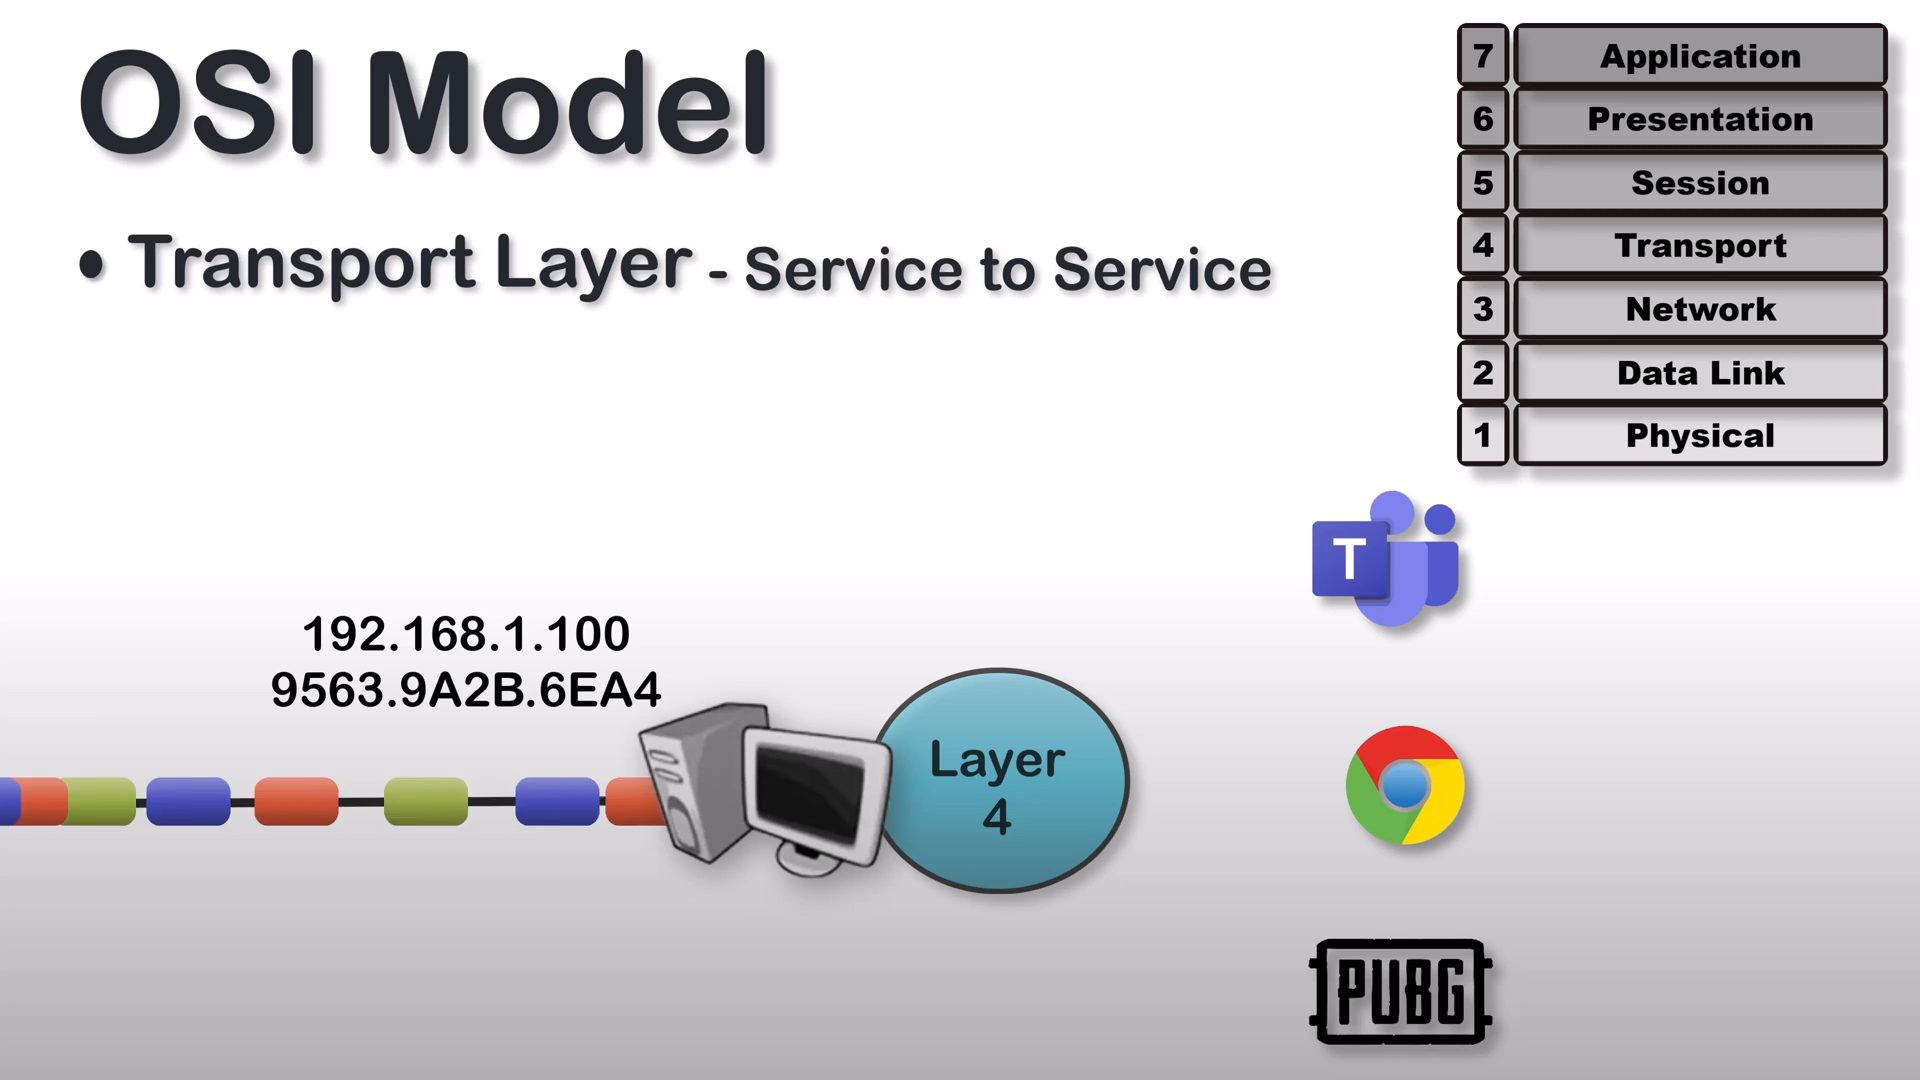 OSI Model
• Transport Layer - Service to Service
7 Application
6 Presentation
5 Session
4 Transport
3 Network
2 Data Link
1 Physical
T
192.168.1.100
9563.9A2B.6EA4
Layer
4
PUBG